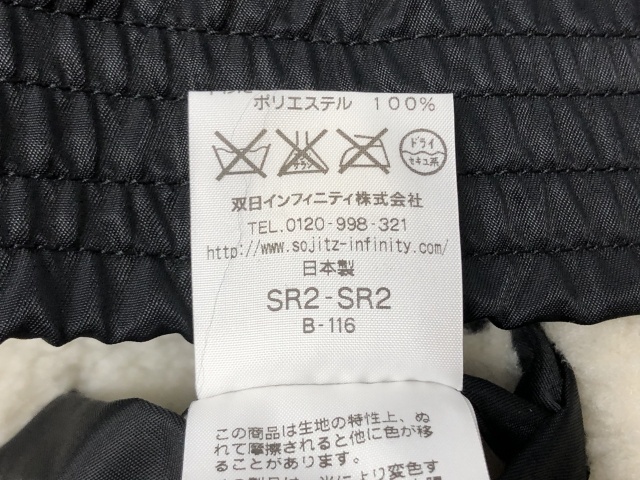 ポリエステル 100%
ドライ
セキユ系
双日インフィニティ株式会社
TEL.0120-998-321
http://www.sojitz-infinity.com/
日本製
SR2-SR2
B-116
この商品は生地の特性上、ぬ
れて摩擦されると他に色が移
ることがあります。